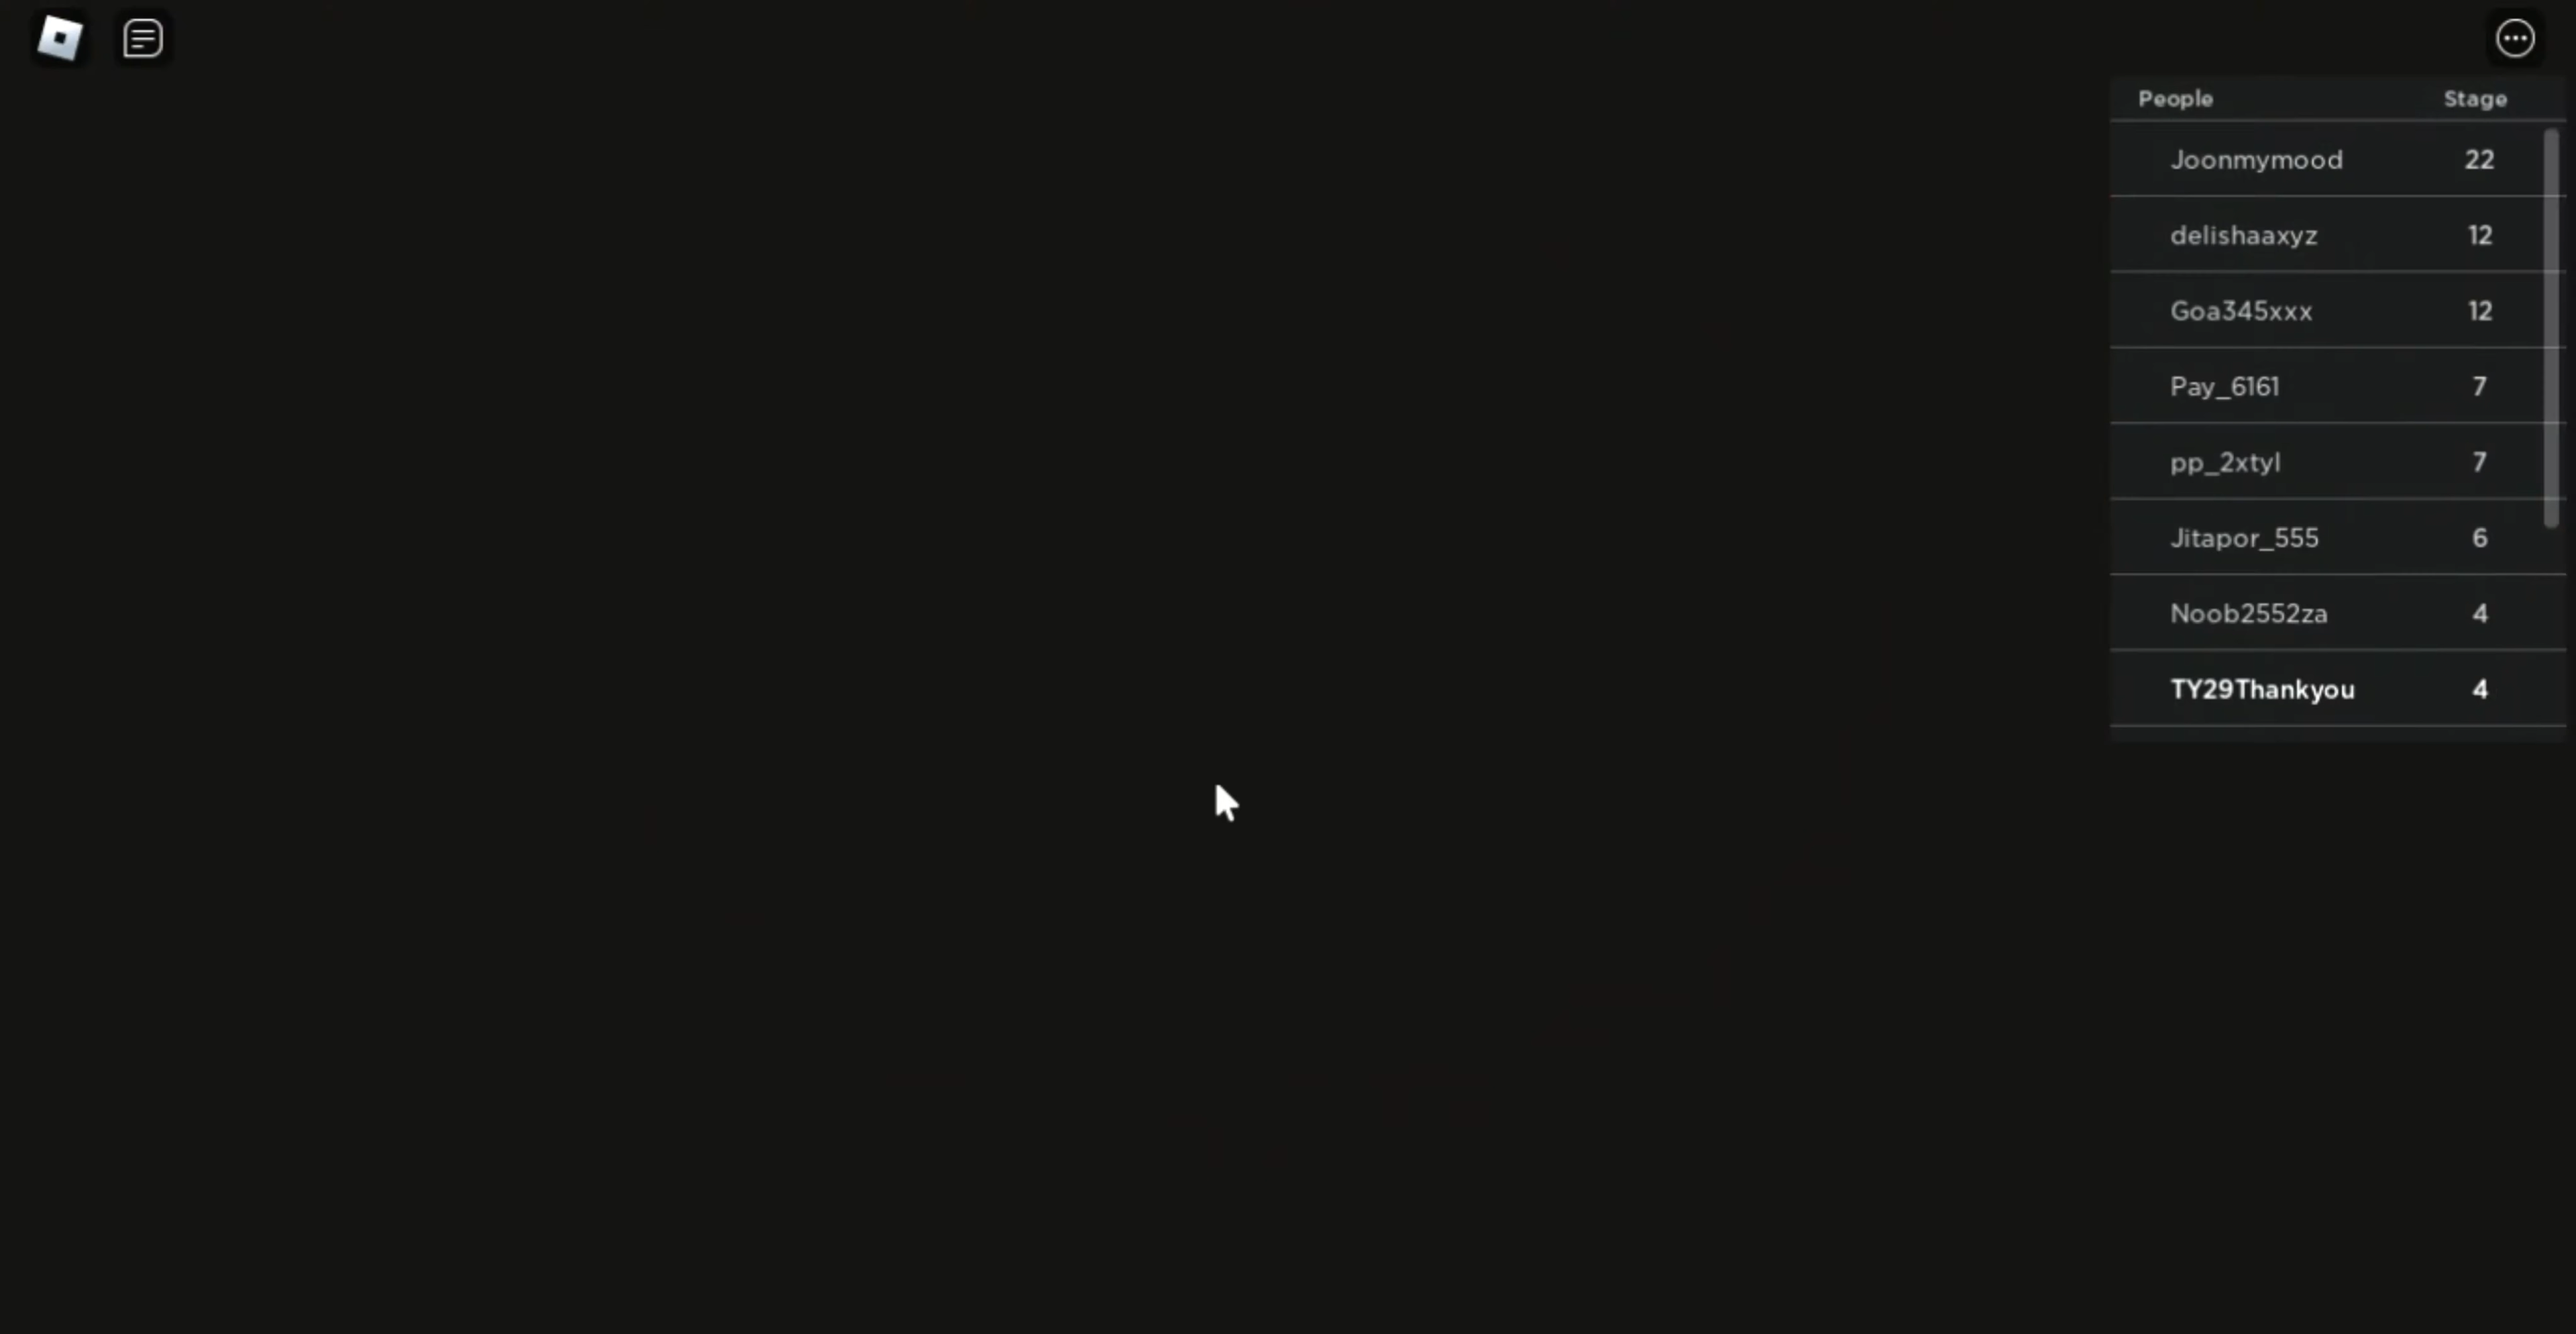 People Stage
Joonmymood 22
delishaaxyz 12
Goa345xxx 12
Pay_6161 7
pp_2xtyl 7
Jitapor_555 6
Noob2552za 4
TY29Thankyou 4